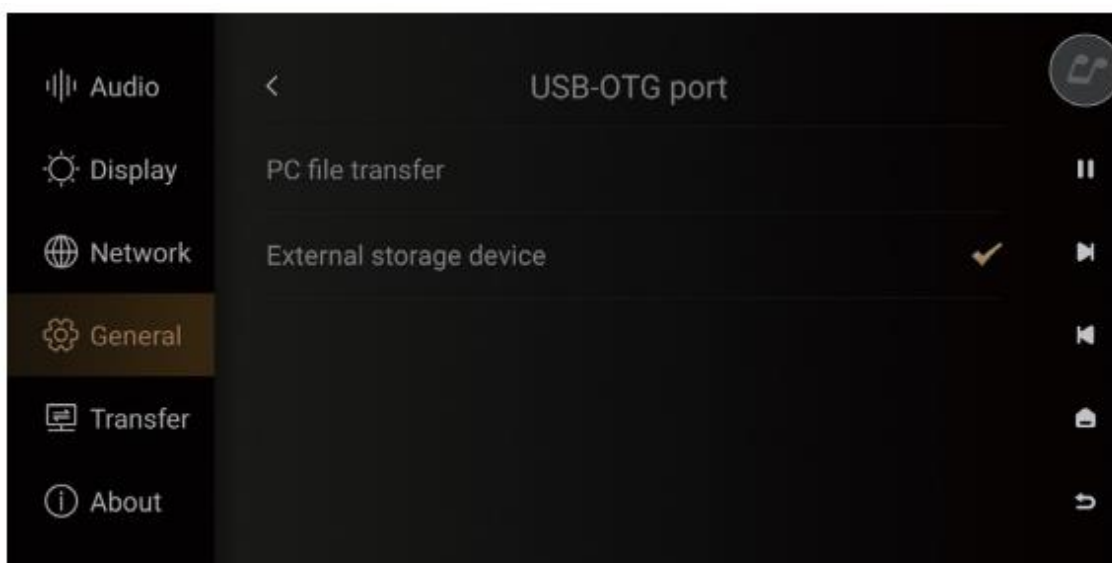 Audio
Display
Network
General
Transfer
About
USB-OTG port
PC file transfer
External storage device